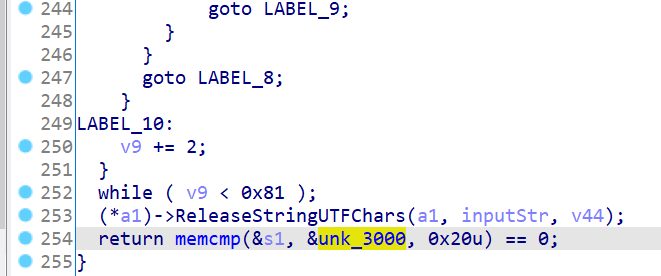 244 goto LABEL_9;
245 }
246 }
247 goto LABEL_8;
248 }
249 LABEL_10:
250 v9 += 2;
251 }
252 while ( v9 < 0x81 );
253 (*a1)->ReleaseStringUTFChars(a1, inputStr, v44);
254 return memcmp(&s1, &unk_3000, 0x20u) == 0;
255 }